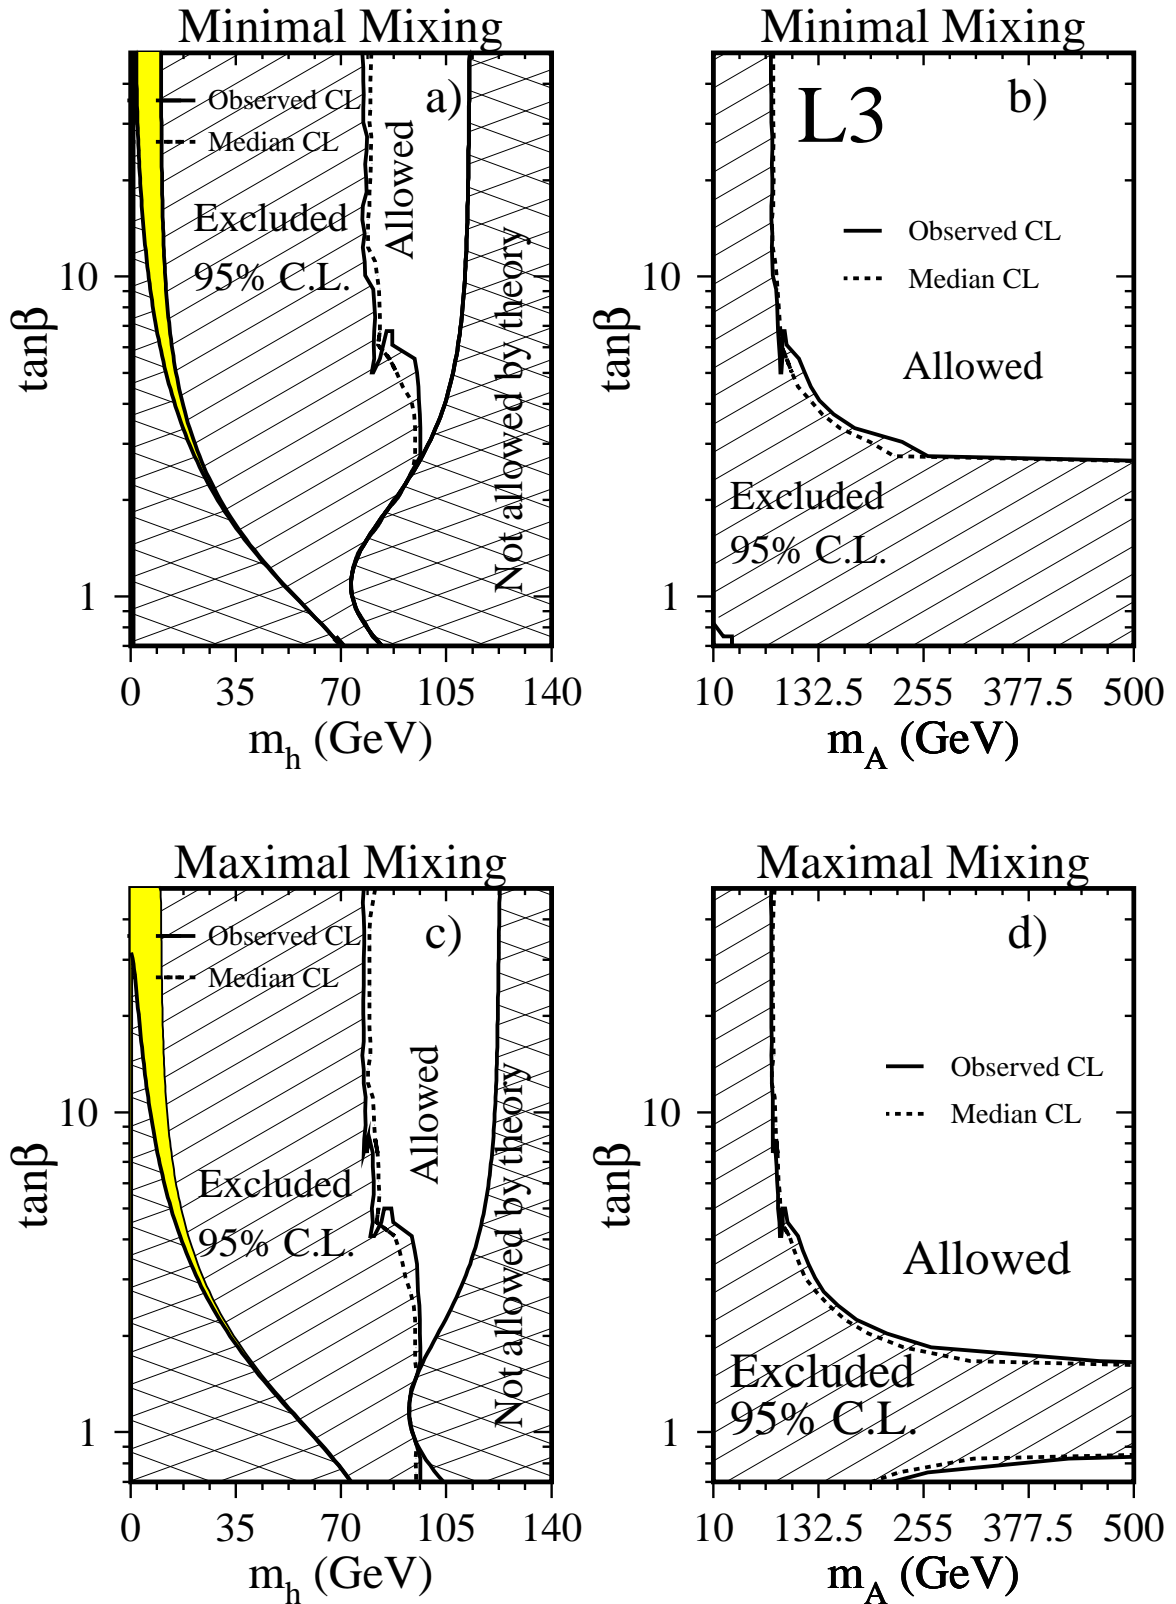 Minimal Mixing
a)
Observed CL
Median CL
Excluded
95% C.L.
Allowed
Not allowed by theory
10
1
tanβ
0 35 70 105 140
m_h (GeV)
Minimal Mixing
L3
b)
Observed CL
Median CL
Allowed
Excluded
95% C.L.
10
1
tanβ
10 132.5 255 377.5 500
m_A (GeV)
Maximal Mixing
c)
Observed CL
Median CL
Allowed
Excluded
95% C.L.
Not allowed by theory
10
1
tanβ
0 35 70 105 140
m_h (GeV)
Maximal Mixing
d)
Observed CL
Median CL
Allowed
Excluded
95% C.L.
10
1
tanβ
10 132.5 255 377.5 500
m_A (GeV)